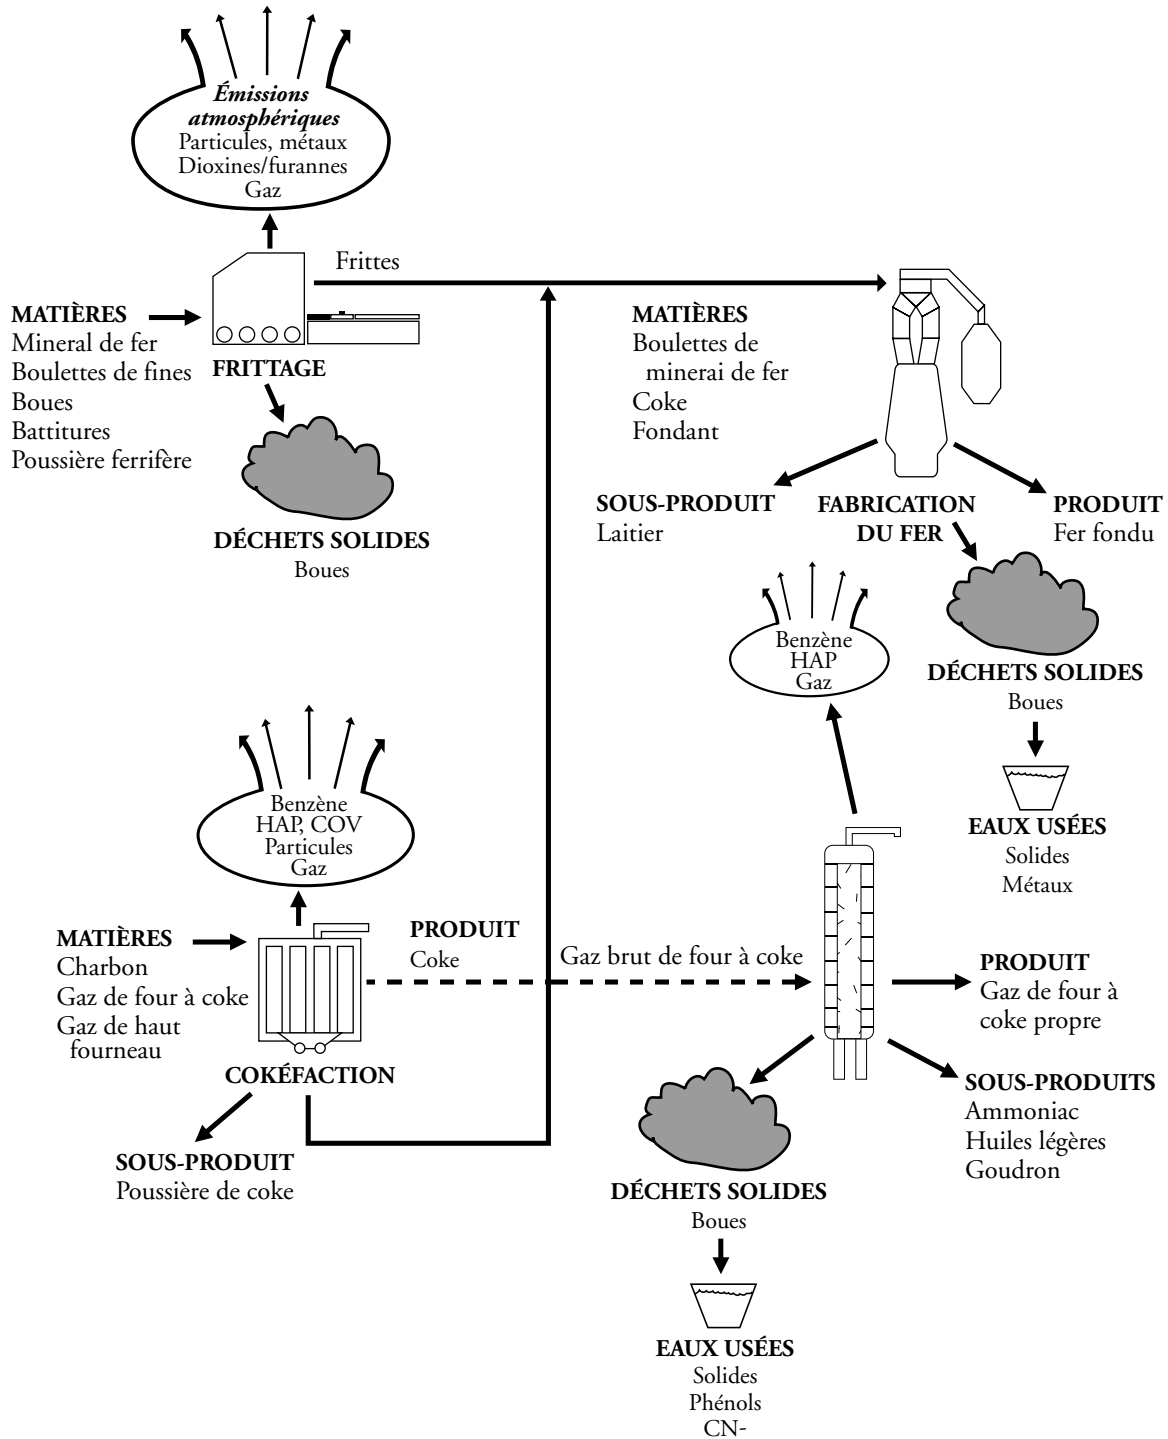 Émissions
atmosphériques
Particules, métaux
Dioxines/furannes
Gaz
Frittes
MATIÈRES
Mineral de fer
Boulettes de fines
Boues
Battitures
Poussière ferrifère
FRITTAGE
DÉCHETS SOLIDES
Boues
MATIÈRES
Boulettes de
minerai de fer
Coke
Fondant
SOUS-PRODUIT
Laitier
FABRICATION
DU FER
PRODUIT
Fer fondu
DÉCHETS SOLIDES
Boues
EAUX USÉES
Solides
Métaux
Benzène
HAP
Gaz
Benzène
HAP, COV
Particules
Gaz
MATIÈRES
Charbon
Gaz de four à coke
Gaz de haut
fourneau
COKÉFACTION
SOUS-PRODUIT
Poussière de coke
PRODUIT
Coke
Gaz brut de four à coke
PRODUIT
Gaz de four à
coke propre
SOUS-PRODUITS
Ammoniac
Huiles légères
Goudron
DÉCHETS SOLIDES
Boues
EAUX USÉES
Solides
Phénols
CN-